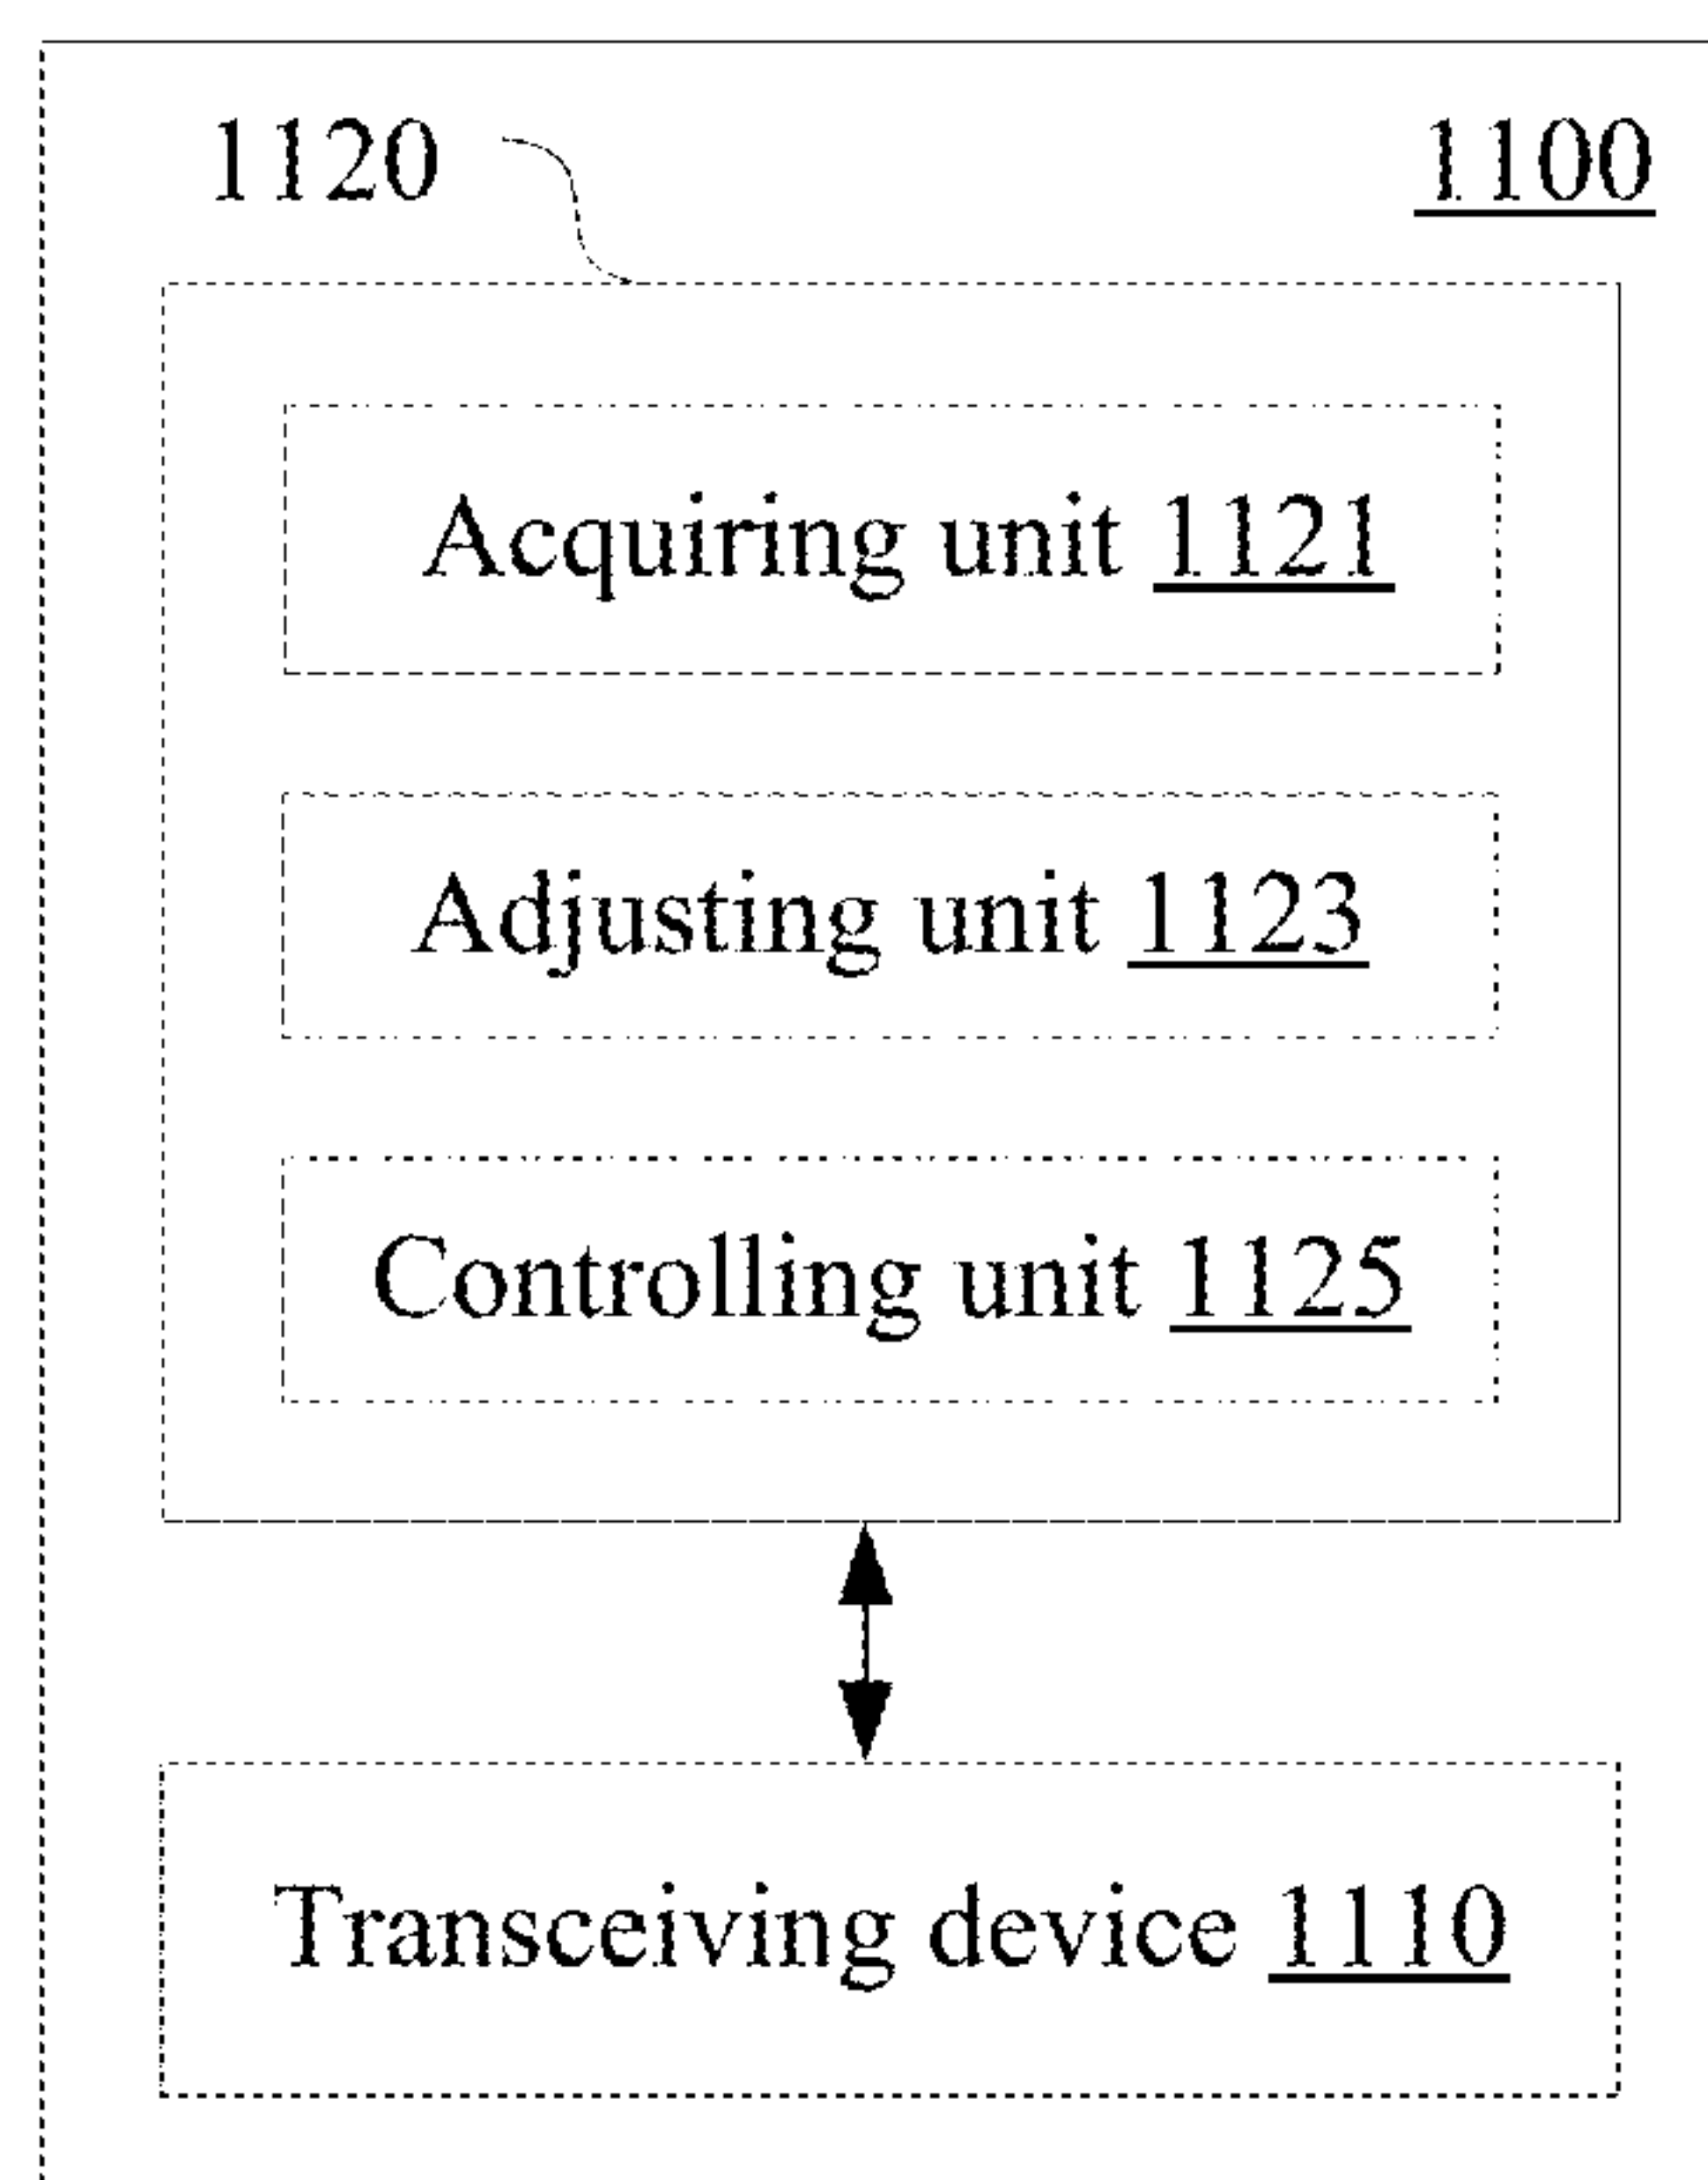 1120
1100
Acquiring unit 1121
Adjusting unit 1123
Controlling unit 1125
Transceiving device 1110